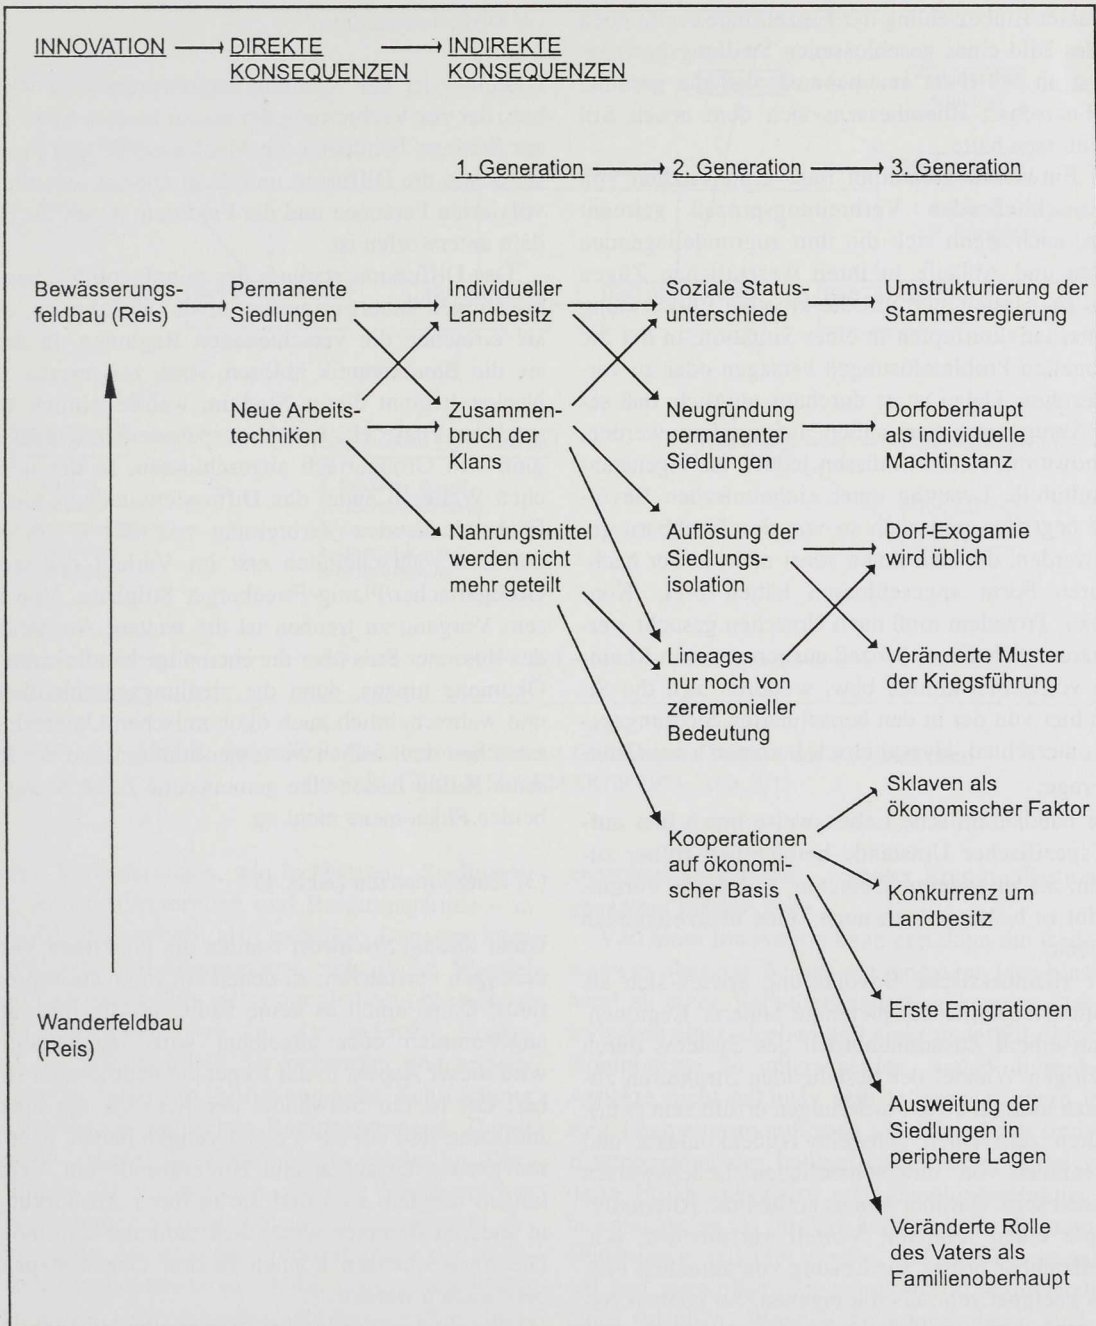 INNOVATION → DIREKTE → INDIREKTE
KONSEQUENZEN KONSEQUENZEN
1. Generation → 2. Generation → 3. Generation
Bewässerungs-
feldbau (Reis)
Permanente
Siedlungen
Individueller
Landbesitz
Soziale Status-
unterschiede
Umstrukturierung der
Stammesregierung
Neue Arbeits-
techniken
Zusammen-
bruch der
Klans
Neugründung
permanenter
Siedlungen
Dorfoberhaupt
als individuelle
Machtinstanz
Nahrungsmittel
werden nicht
mehr geteilt
Auflösung der
Siedlungs-
isolation
Dorf-Exogamie
wird üblich
Lineages
nur noch von
zeremonieller
Bedeutung
Veränderte Muster
der Kriegsführung
Kooperationen
auf ökonomi-
scher Basis
Sklaven als
ökonomischer Faktor
Konkurrenz um
Landbesitz
Erste Emigrationen
Wanderfeldbau
(Reis)
Ausweitung der
Siedlungen in
periphere Lagen
Veränderte Rolle
des Vaters als
Familienoberhaupt